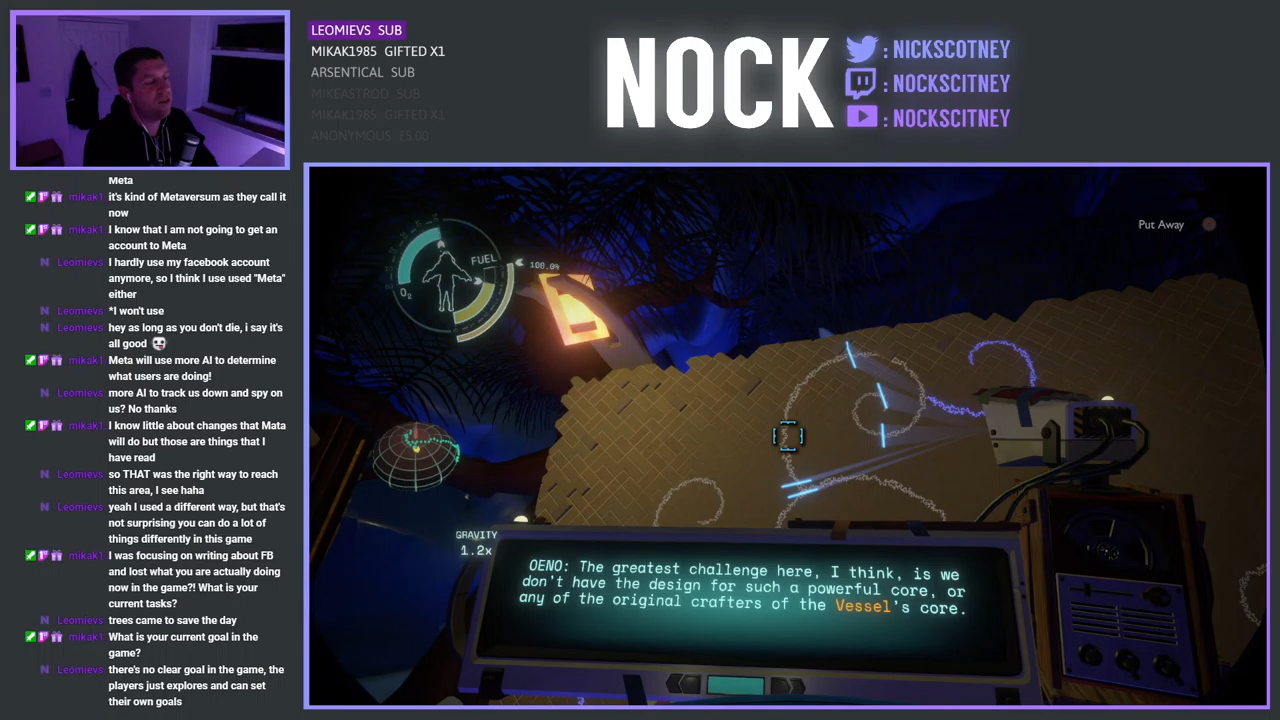 LEOMIEVS SUB
MIKAK1985 GIFTED X1
ARSENTICAL SUB
MIKEASTROD SUB
MIKAK1985 GIFTED X1
ANONYMOUS £5.00
NOCK
: NICKSCOTNEY
: NOCKSCITNEY
: NOCKSCITNEY
Meta
mikak1 it's kind of Metaversum as they call it
now
mikak1 I know that I am not going to get an
account to Meta
Leomievs I hardly use my facebook account
anymore, so I think I use used "Meta"
either
Leomievs *I won't use
Leomievs hey as long as you don't die, i say it's
all good
mikak1 Meta will use more AI to determine
what users are doing!
Leomievs more AI to track us down and spy on
us? No thanks
mikak1 I know little about changes that Mata
will do but those are things that I
have read
Leomievs so THAT was the right way to reach
this area, I see haha
Leomievs yeah I used a different way, but that's
not surprising you can do a lot of
things differently in this game
mikak1 I was focusing on writing about FB
and lost what you are actually doing
now in the game?! What is your
current tasks?
Leomievs trees came to save the day
mikak1 What is your current goal in the
game?
Leomievs there's no clear goal in the game, the
players just explores and can set
their own goals
Put Away
FUEL
100.0%
O₂
GRAVITY
1.2x
OENO: The greatest challenge here, I think, is we
don't have the design for such a powerful core, or
any of the original crafters of the Vessel's core.